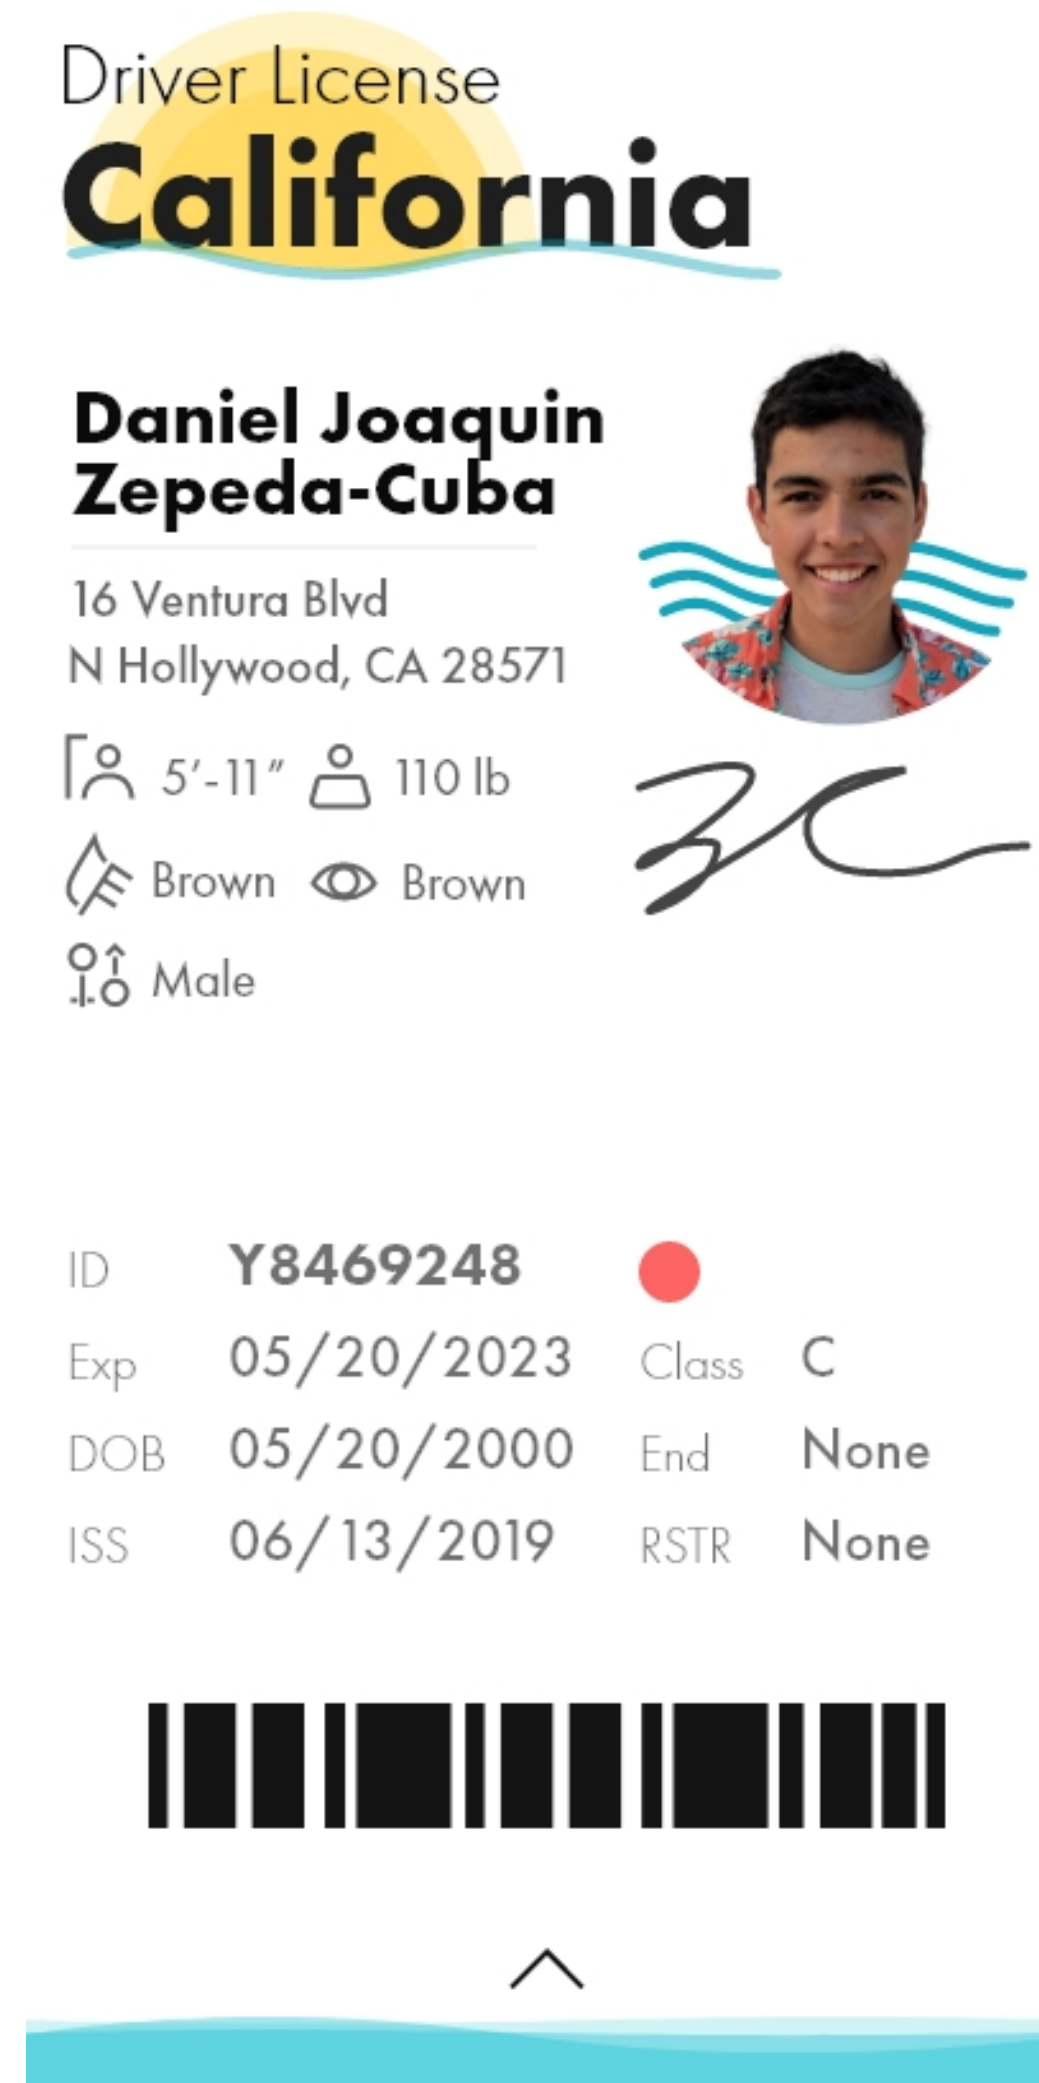 Driver License
California
Daniel Joaquin
Zepeda-Cuba
16 Ventura Blvd
N Hollywood, CA 28571
5’-11” 110 lb
Brown Brown
Male
ID Y8469248
Exp 05/20/2023 Class C
DOB 05/20/2000 End None
ISS 06/13/2019 RSTR None